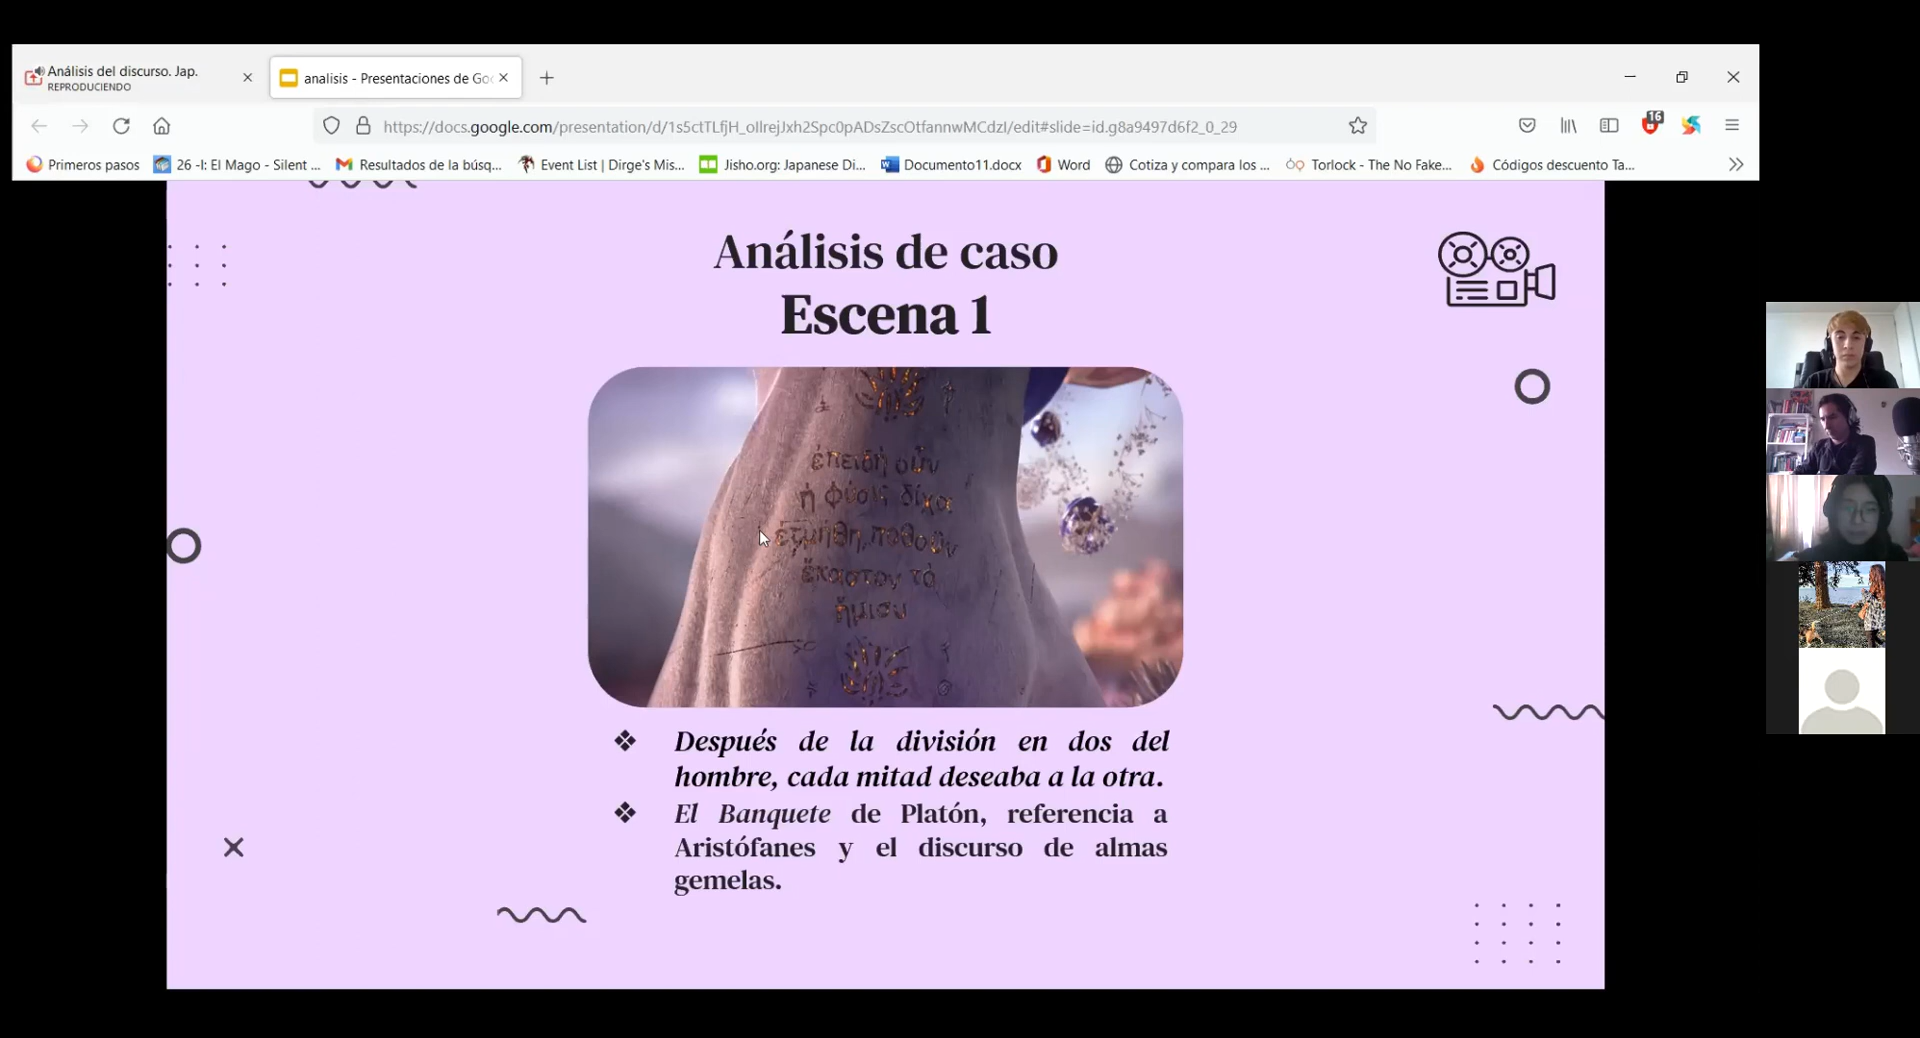 Análisis del discurso. Jap.
REPRODUCIENDO
analisis - Presentaciones de Go
https://docs.google.com/presentation/d/1s5ctTLfjH_oIlrejJxh2Spc0pADsZscOtfannwMCdzI/edit#slide=id.g8a9497d6f2_0_29
16
Primeros pasos
26 -I: El Mago - Silent ...
Resultados de la búsq...
Event List | Dirge's Mis...
Jisho.org: Japanese Di...
Documento11.docx
Word
Cotiza y compara los ...
Torlock - The No Fake...
Códigos descuento Ta...
Análisis de caso
Escena 1
ἐπειδὴ οὖν
ἡ φύσις δίχα
ἐτμήθη, ποθοῦν
ἕκαστον τὸ
ἥμισυ
Después de la división en dos del
hombre, cada mitad deseaba a la otra.
El Banquete de Platón, referencia a
Aristófanes y el discurso de almas
gemelas.